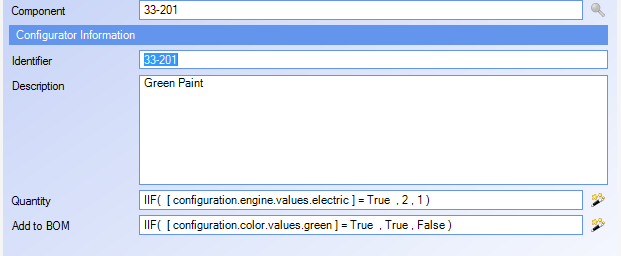 Component 33-201
Configurator Information
Identifier 33-201
Description Green Paint
Quantity IIF( [ configuration.engine.values.electric ] = True , 2 , 1 )
Add to BOM IIF( [ configuration.color.values.green ] = True , True , False )